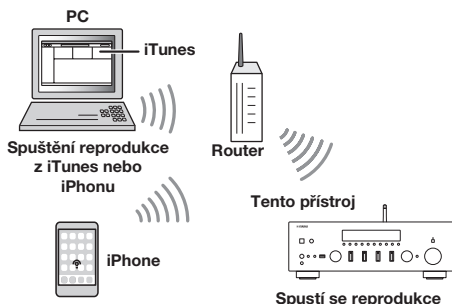 PC
iTunes
Spuštění reprodukce
z iTunes nebo
iPhonu
Router
Tento přístroj
iPhone
Spustí se reprodukce